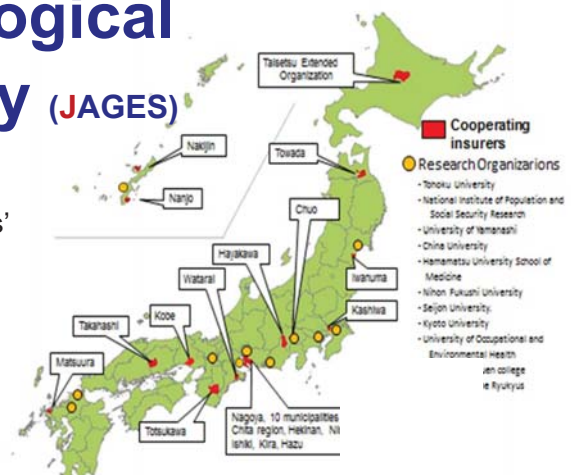 ogical
y (JAGES)
s'
Taisetsu Extended
Organization
Cooperating
insurers
Research Organizarions
- Tohoku University
- National Institute of Population and
Social Security Research
- University of Yamanashi
- China University
- Hamamatsu University School of
Medicine
- Nihon Fukushi University
- Seijoh University.
- Kyoto University
- University of Occupational and
Environmental Health
en college
e Ryukyus
Nakijin
Towada
Nanjo
Chuo
Hayakawa
Iwanuma
Watarai
Kashiwa
Kobe
Takahashi
Matsuura
Totsukawa
Nagoya, 10 municipalities
Chita region, Hekinan, Ni
Ishiki, Kira, Hazu